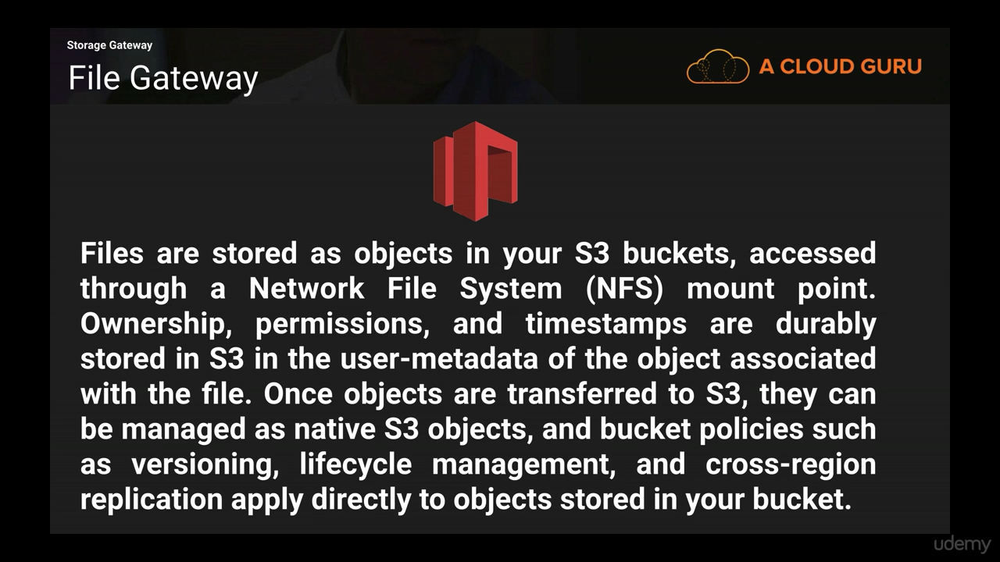 Storage Gateway
File Gateway
A CLOUD GURU
Files are stored as objects in your S3 buckets, accessed
through a Network File System (NFS) mount point.
Ownership, permissions, and timestamps are durably
stored in S3 in the user-metadata of the object associated
with the file. Once objects are transferred to S3, they can
be managed as native S3 objects, and bucket policies such
as versioning, lifecycle management, and cross-region
replication apply directly to objects stored in your bucket.
udemy